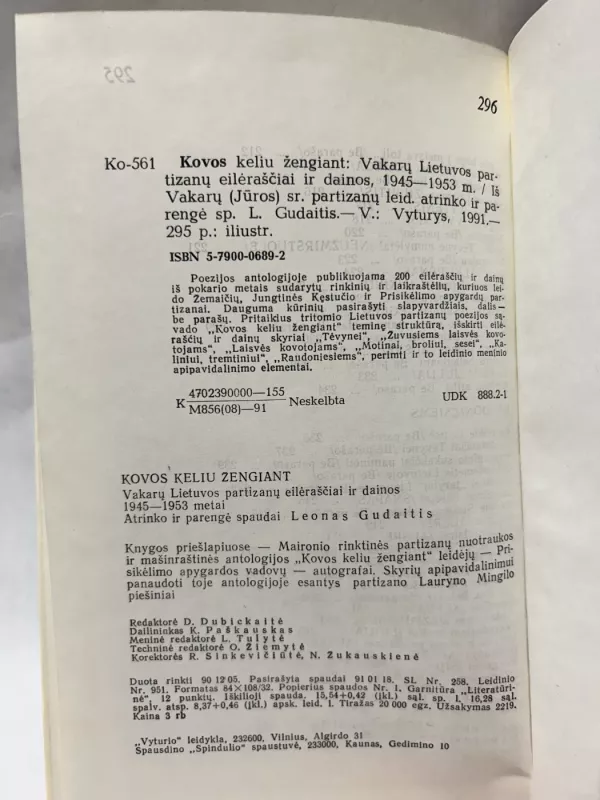 296
Ko-561 Kovos keliu žengiant: Vakarų Lietuvos par-
tizanų eilėraščiai ir dainos, 1945—1953 m. / Iš
Vakarų (Jūros) sr. partizanų leid. atrinko ir pa-
rengė sp. L. Gudaitis.— V.: Vyturys, 1991.—
295 p.: iliustr.
ISBN 5-7900-0689-2
Poezijos antologijoje publikuojama 200 eilėraščių ir dainų
iš pokario metais sudarytų rinkinių ir laikraštėlių, kuriuos lei-
do Žemaičių, Jungtinės Kęstučio ir Prisikėlimo apygardų par-
tizanai. Dauguma kūrinių pasirašyti slapyvardžiais, dalis —
be parašų. Pritaikius tritomio Lietuvos partizanų poezijos są-
vado „Kovos keliu žengiant" teminę struktūrą, išskirti eilė-
raščių ir dainų skyriai „Tėvynei", „Žuvusiems laisvės kovo-
tojams", „Laisvės kovotojams", „Motinai, broliui, sesei", „Ka-
liniui, tremtiniui", „Raudoniesiems", perimti ir to leidinio meninio
apipavidalinimo elementai.
K 4702390000—155
M856(08)—91 Neskelbta
UDK 888.2-1
KOVOS KELIU ŽENGIANT
Vakarų Lietuvos partizanų eilėraščiai ir dainos
1945—1953 metai
Atrinko ir parengė spaudai Leonas Gudaitis
Knygos priešlapiuose — Maironio rinktinės partizanų nuotraukos
ir mašinraštinės antologijos „Kovos keliu žengiant" leidėjų — Pri-
sikėlimo apygardos vadovų — autografai. Skyrių apipavidalinimui
panaudoti toje antologijoje esantys partizano Lauryno Mingilo
piešiniai
Redaktorė D. Dubickaitė
Dailininkas K. Paškauskas
Meninė redaktorė L. Tulytė
Techninė redaktorė O. Žiemytė
Korektorės R. Sinkevičiūtė, N. Žukauskienė
Duota rinkti 90 12 05. Pasirašyta spaudai 91 01 18. SL Nr. 258. Leidinio
Nr. 951. Formatas 84×108/32. Popierius spaudos Nr. 1. Garnitūra „Literatūri-
nė", 12 punktų. Iškilioji spauda. 15,54+0,42 (įkl.) sąl. sp. l. 16,28 sąl.
spalv. atsp. 8,37+0,46 (įkl.) apsk. leid. l. Tiražas 20 000 egz. Užsakymas 2219.
Kaina 3 rb
„Vyturio" leidykla, 232600, Vilnius, Algirdo 31
Spausdino „Spindulio" spaustuvė, 233000, Kaunas, Gedimino 10